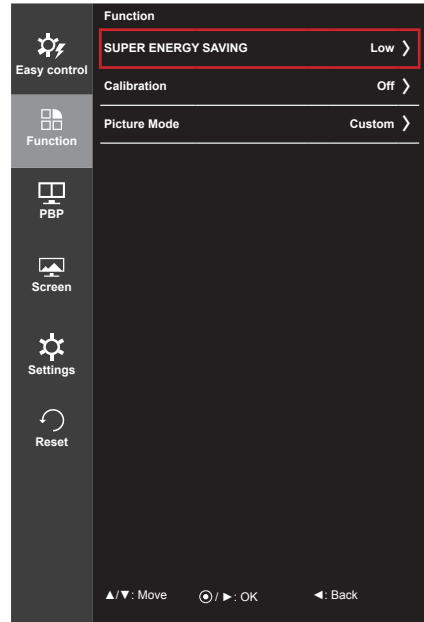 Function
SUPER ENERGY SAVING Low ❯
Calibration Off ❯
Picture Mode Custom ❯
Easy control
Function
PBP
Screen
Settings
Reset
▲/▼: Move ◉/►: OK ◄: Back